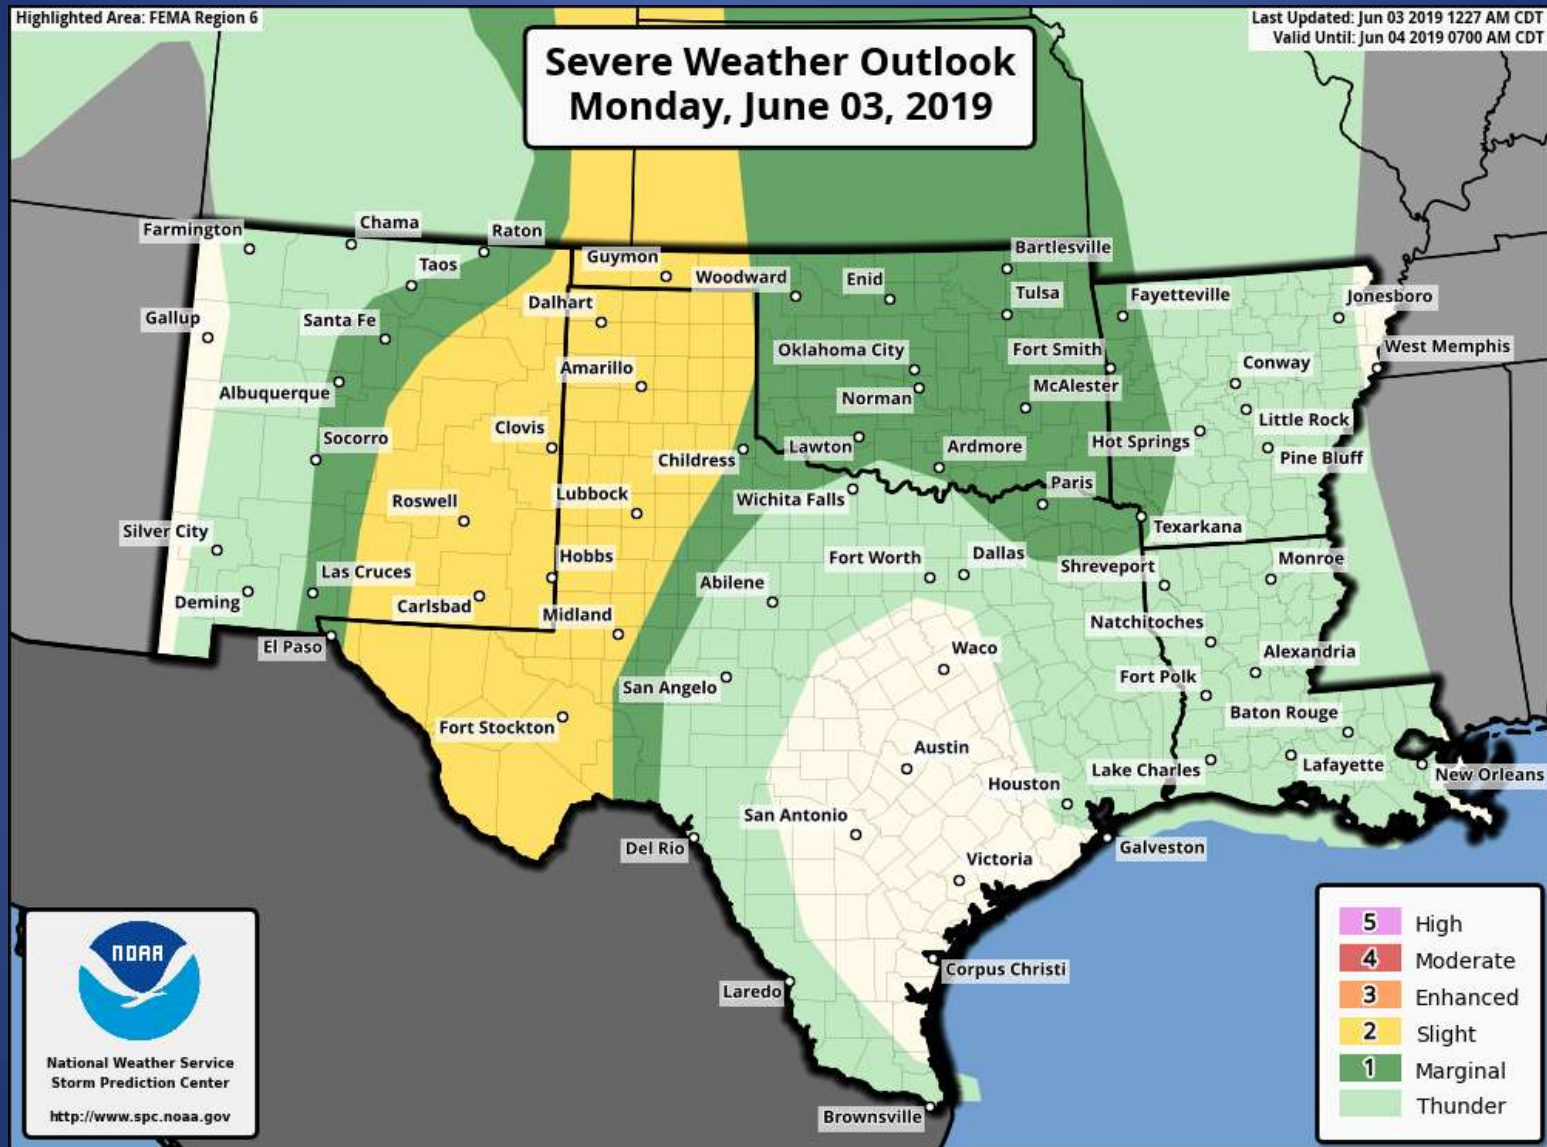 Highlighted Area: FEMA Region 6
Last Updated: Jun 03 2019 1227 AM CDT
Valid Until: Jun 04 2019 0700 AM CDT
Severe Weather Outlook
Monday, June 03, 2019
Farmington
Chama
Raton
Taos
Guymon
Woodward
Enid
Bartlesville
Dalhart
Tulsa
Fayetteville
Jonesboro
Gallup
Santa Fe
Oklahoma City
Fort Smith
West Memphis
Amarillo
Conway
Albuquerque
Norman
McAlester
Little Rock
Clovis
Socorro
Childress
Lawton
Ardmore
Hot Springs
Pine Bluff
Roswell
Lubbock
Wichita Falls
Paris
Texarkana
Silver City
Hobbs
Fort Worth
Dallas
Shreveport
Monroe
Las Cruces
Abilene
Deming
Carlsbad
Midland
Natchitoches
El Paso
Waco
Alexandria
San Angelo
Fort Polk
Fort Stockton
Baton Rouge
Austin
Houston
Lake Charles
Lafayette
New Orleans
San Antonio
Del Rio
Victoria
Galveston
Corpus Christi
Laredo
Brownsville
NOAA
National Weather Service
Storm Prediction Center
http://www.spc.noaa.gov
5 High
4 Moderate
3 Enhanced
2 Slight
1 Marginal
Thunder